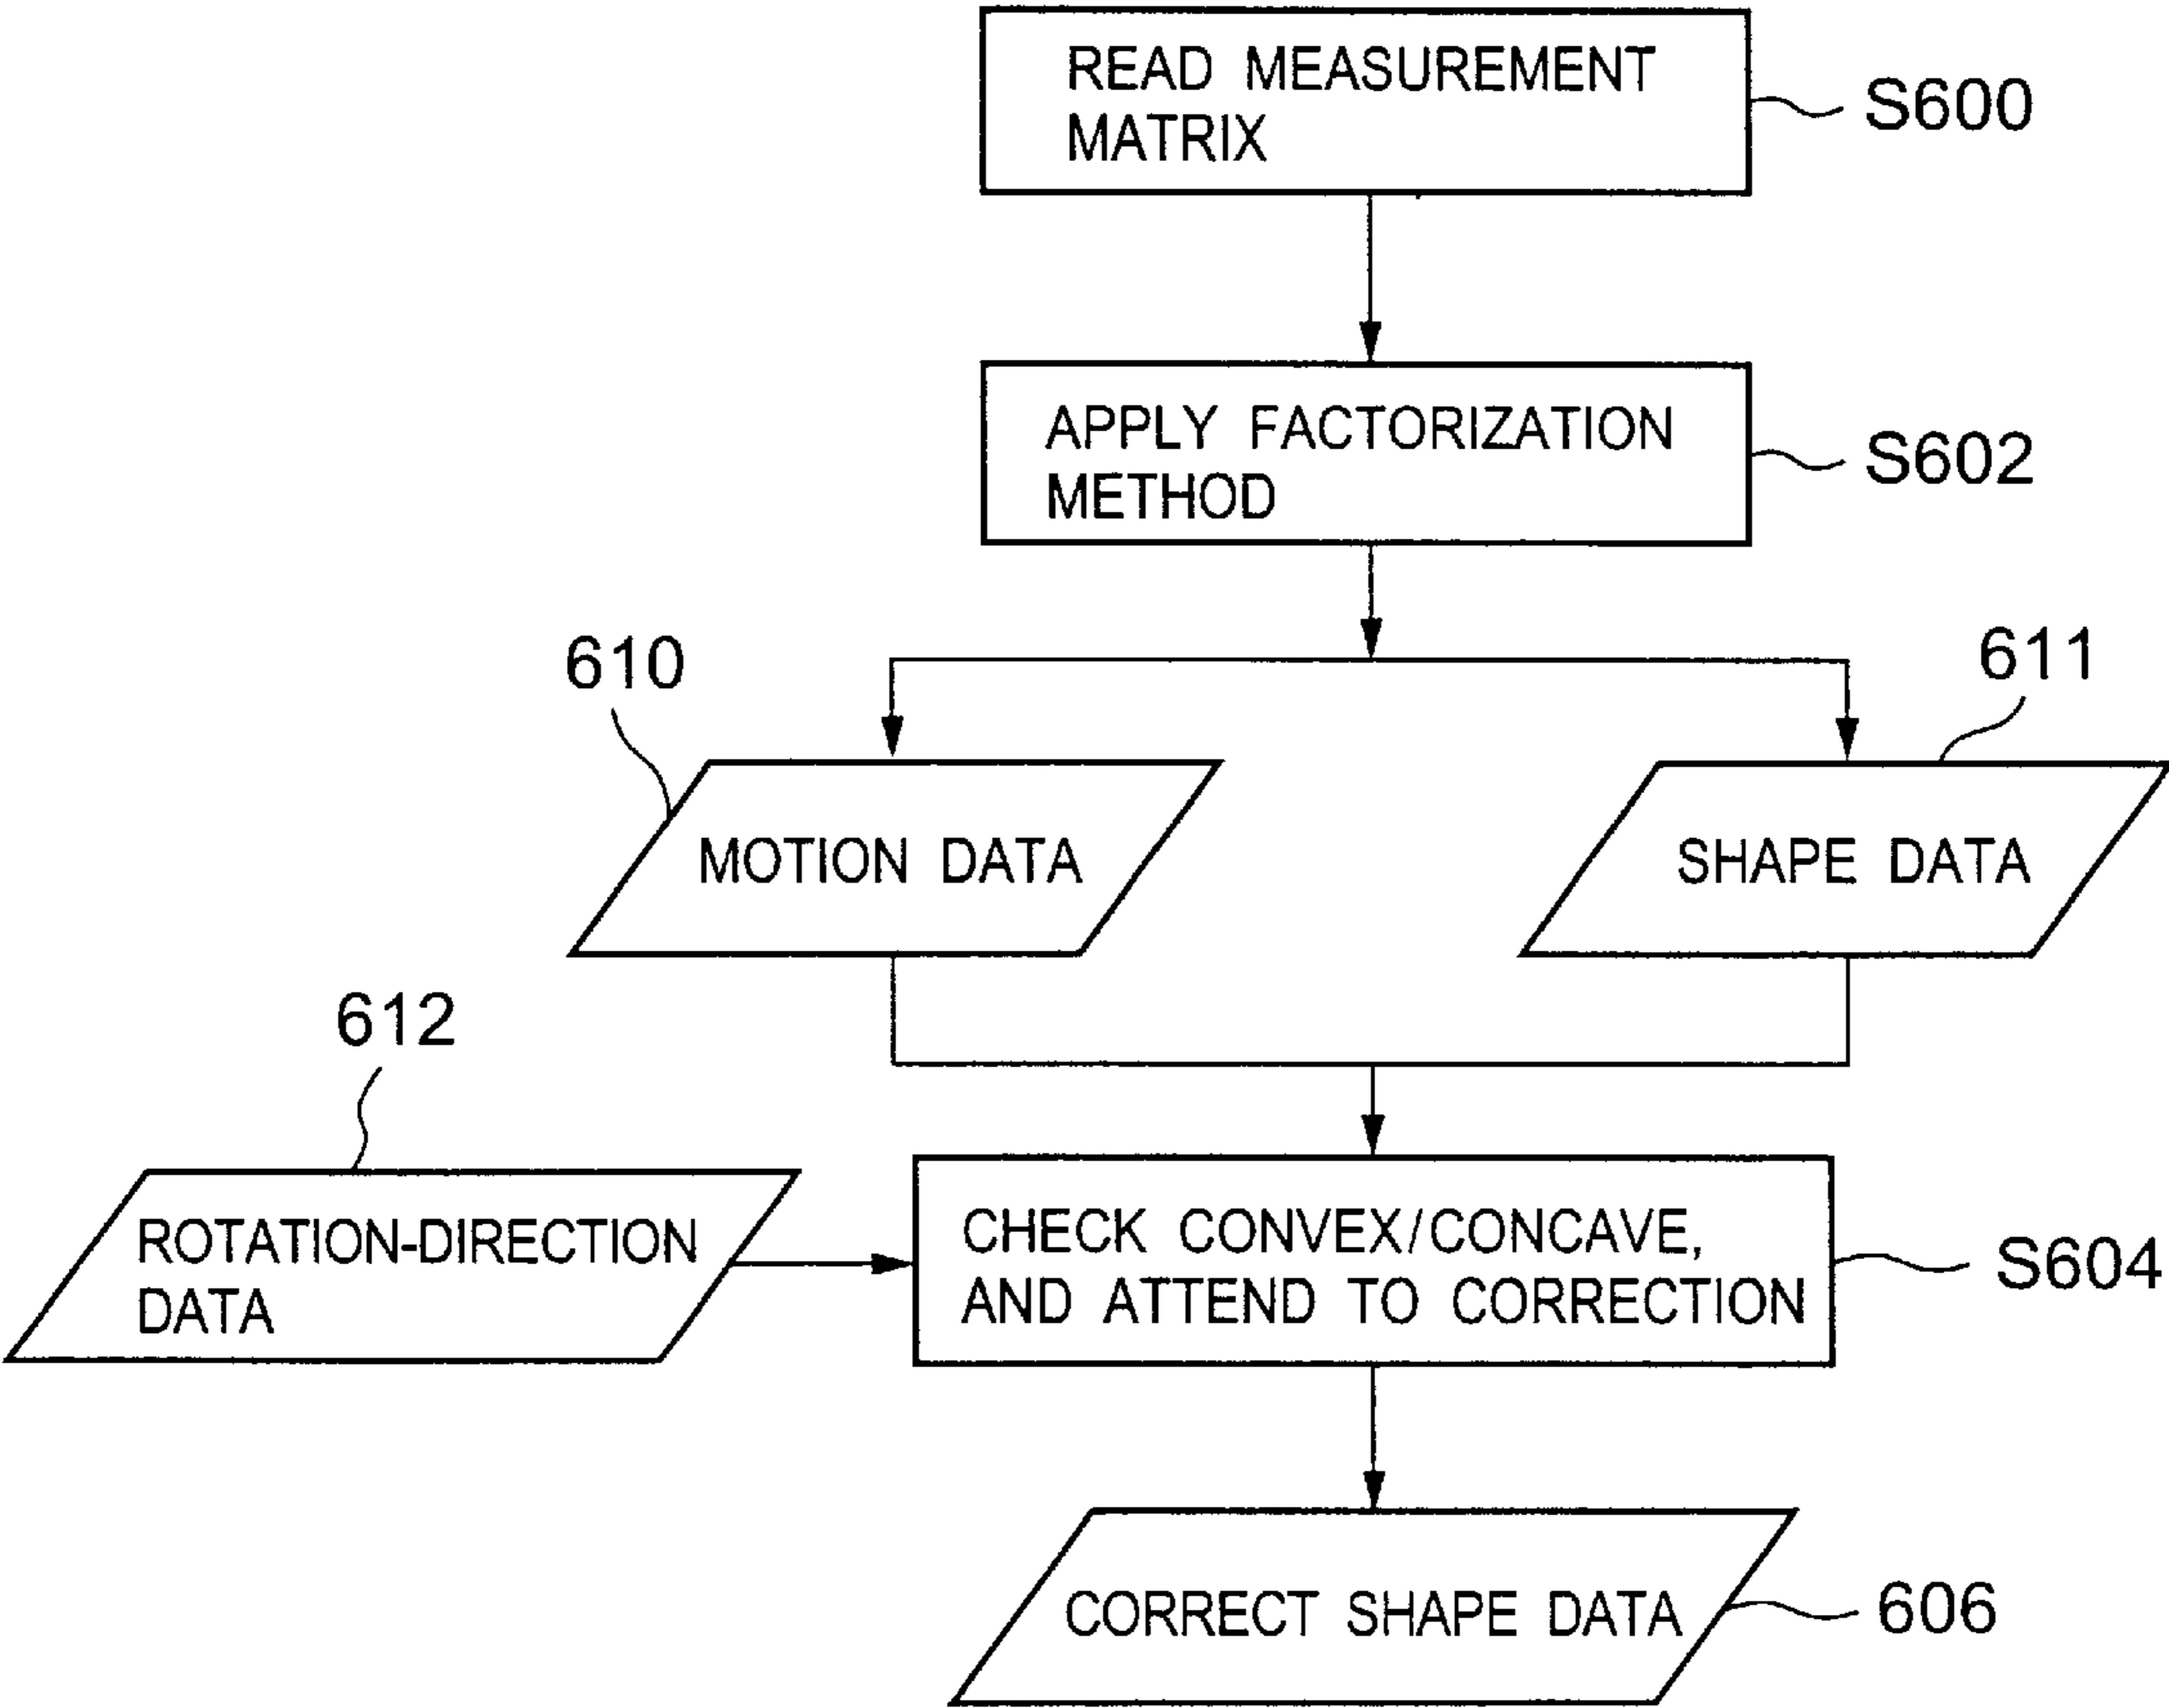 READ MEASUREMENT
MATRIX
S600
APPLY FACTORIZATION
METHOD
S602
610
611
MOTION DATA
SHAPE DATA
612
ROTATION-DIRECTION
DATA
CHECK CONVEX/CONCAVE,
AND ATTEND TO CORRECTION
S604
CORRECT SHAPE DATA
606